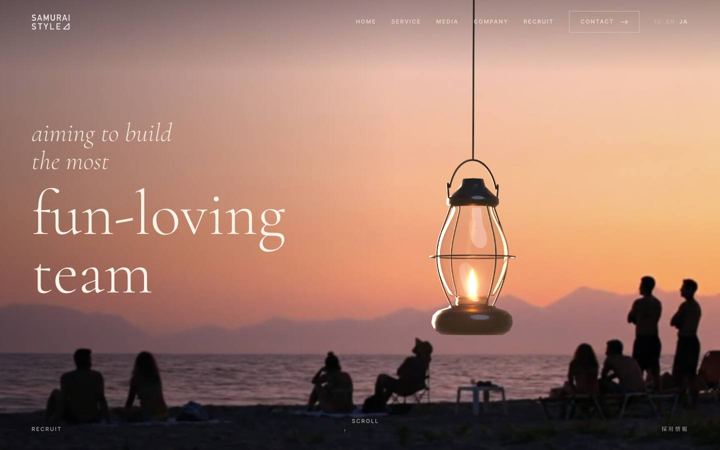 SAMURAI
STYLE
HOME SERVICE MEDIA COMPANY RECRUIT CONTACT → EN JA
aiming to build
the most
fun-loving
team
SCROLL
RECRUIT
採用情報